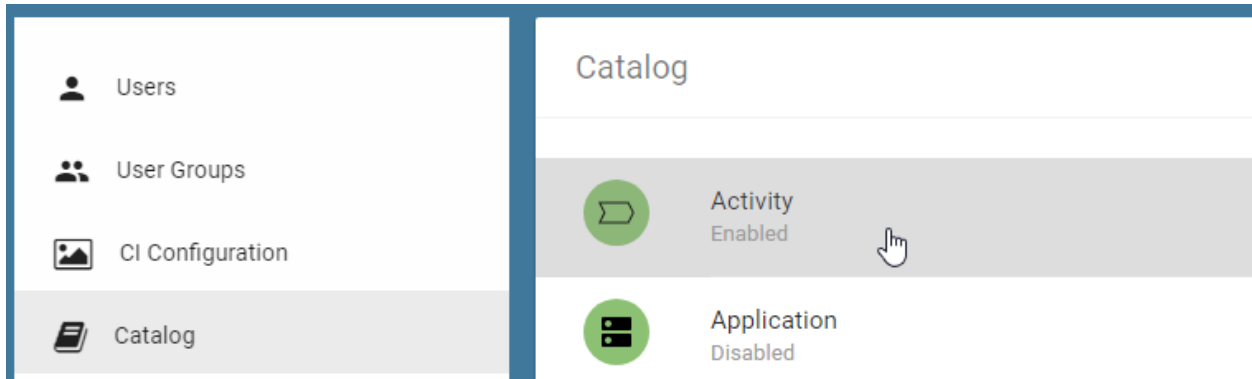 Users
User Groups
CI Configuration
Catalog
Catalog
Activity
Enabled
Application
Disabled